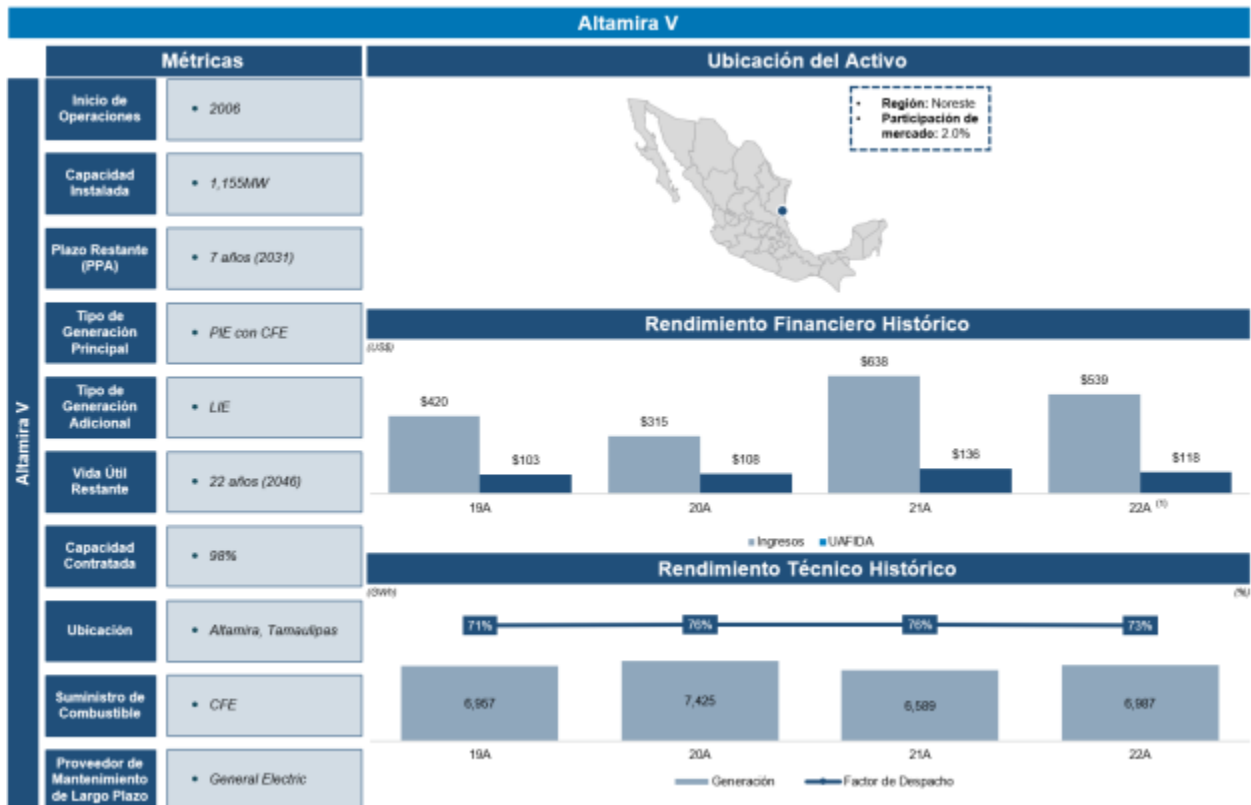 Altamira V
Métricas
Altamira V
Inicio de
Operaciones
• 2006
Capacidad
Instalada
• 1,155MW
Plazo Restante
(PPA)
• 7 años (2031)
Tipo de
Generación
Principal
• PIE con CFE
Tipo de
Generación
Adicional
• LIE
Vida Útil
Restante
• 22 años (2046)
Capacidad
Contratada
• 98%
Ubicación
• Altamira, Tamaulipas
Suministro de
Combustible
• CFE
Proveedor de
Mantenimiento
de Largo Plazo
• General Electric
Ubicación del Activo
• Región: Noreste
• Participación de
mercado: 2.0%
Rendimiento Financiero Histórico
(US$)
$420
$103
$315
$108
$638
$136
$539
$118
19A
20A
21A
22A (1)
Ingresos UAFIDA
Rendimiento Técnico Histórico
(GWh)
(%)
71%
76%
76%
73%
6,957
7,425
6,589
6,987
19A
20A
21A
22A
Generación Factor de Despacho